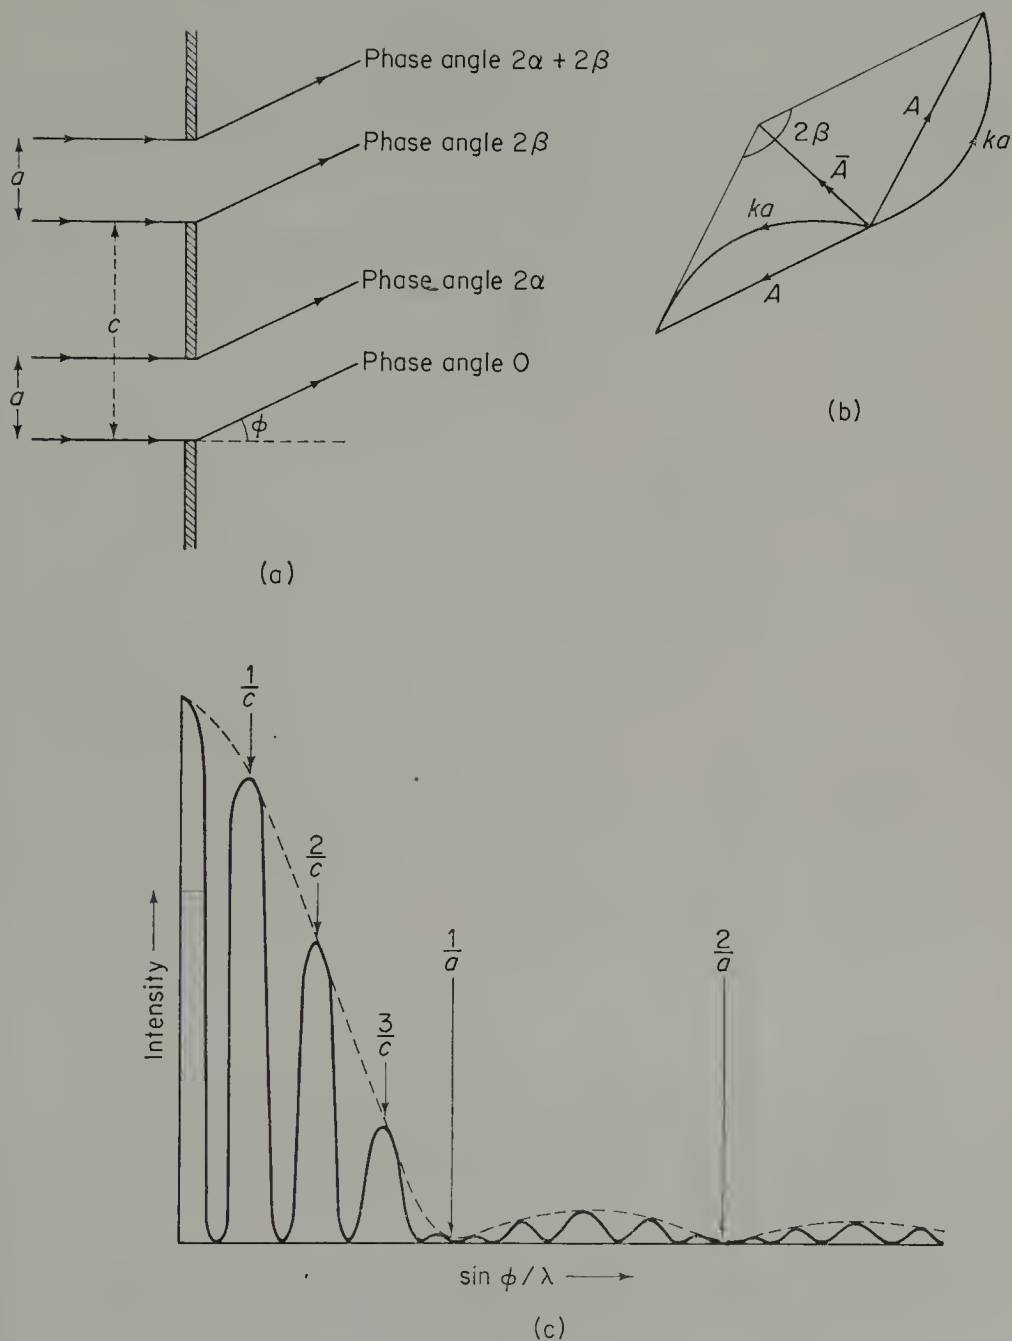 Phase angle 2α + 2β
Phase angle 2β
a
c
Phase angle 2α
a
Phase angle 0
ϕ
(a)
2β
A
Ā
ka
ka
A
(b)
1/c
2/c
3/c
1/a
2/a
Intensity
sin ϕ/λ
(c)